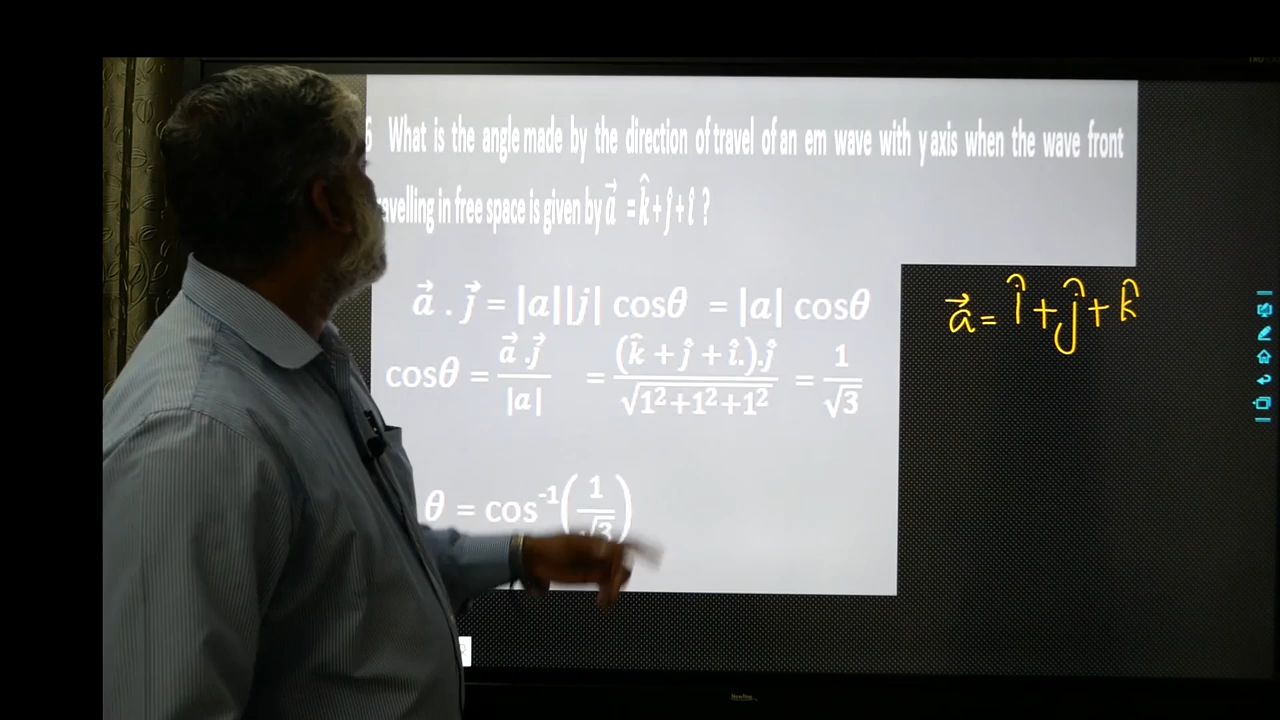 6 What is the angle made by the direction of travel of an em wave with y axis when the wave front
avelling in free space is given by a⃗ = k̂ + ĵ + î ?
a⃗ . j⃗ = |a||j| cosθ = |a| cosθ
cosθ = a⃗ .j⃗ / |a| = (k̂ + ĵ + î.).ĵ / √1²+1²+1² = 1/√3
θ = cos⁻¹(1/√3)
a⃗ = î + ĵ + k̂